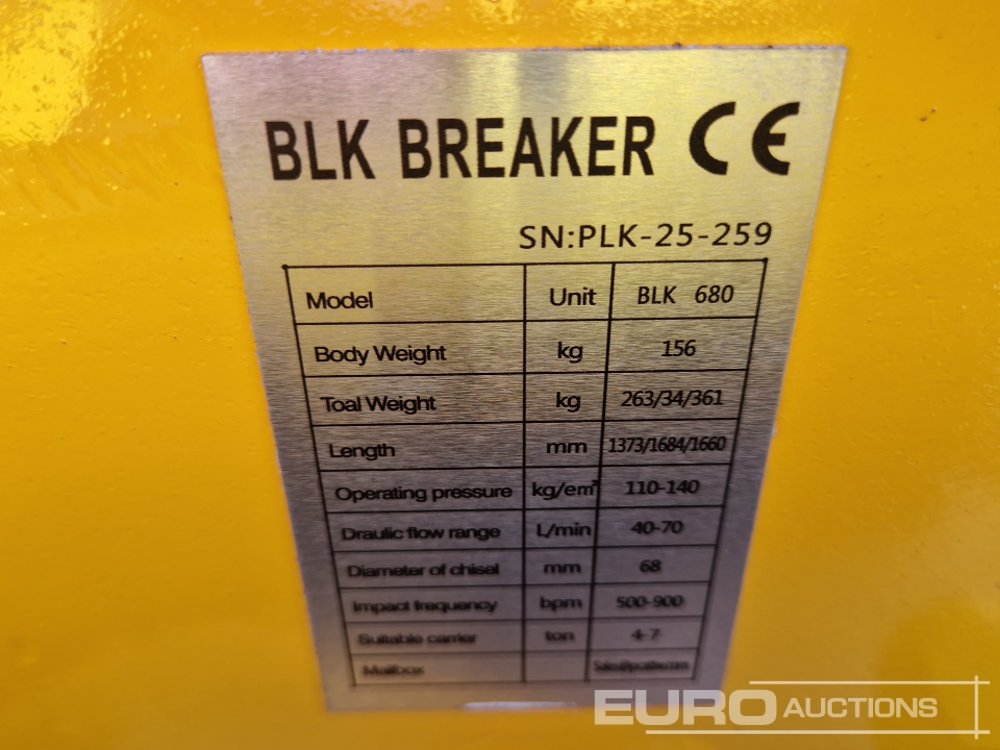 BLK BREAKER CE
SN:PLK-25-259
Model Unit BLK 680
Body Weight kg 156
Toal Weight kg 263/34/361
Length mm 1373/1684/1660
Operating pressure kg/em³ 110-140
Draulic flow range L/min 40-70
Diameter of chisel mm 68
Impact frequency bpm 500-900
Suitable carrier ton 4-7
Mailbox
EURO AUCTIONS